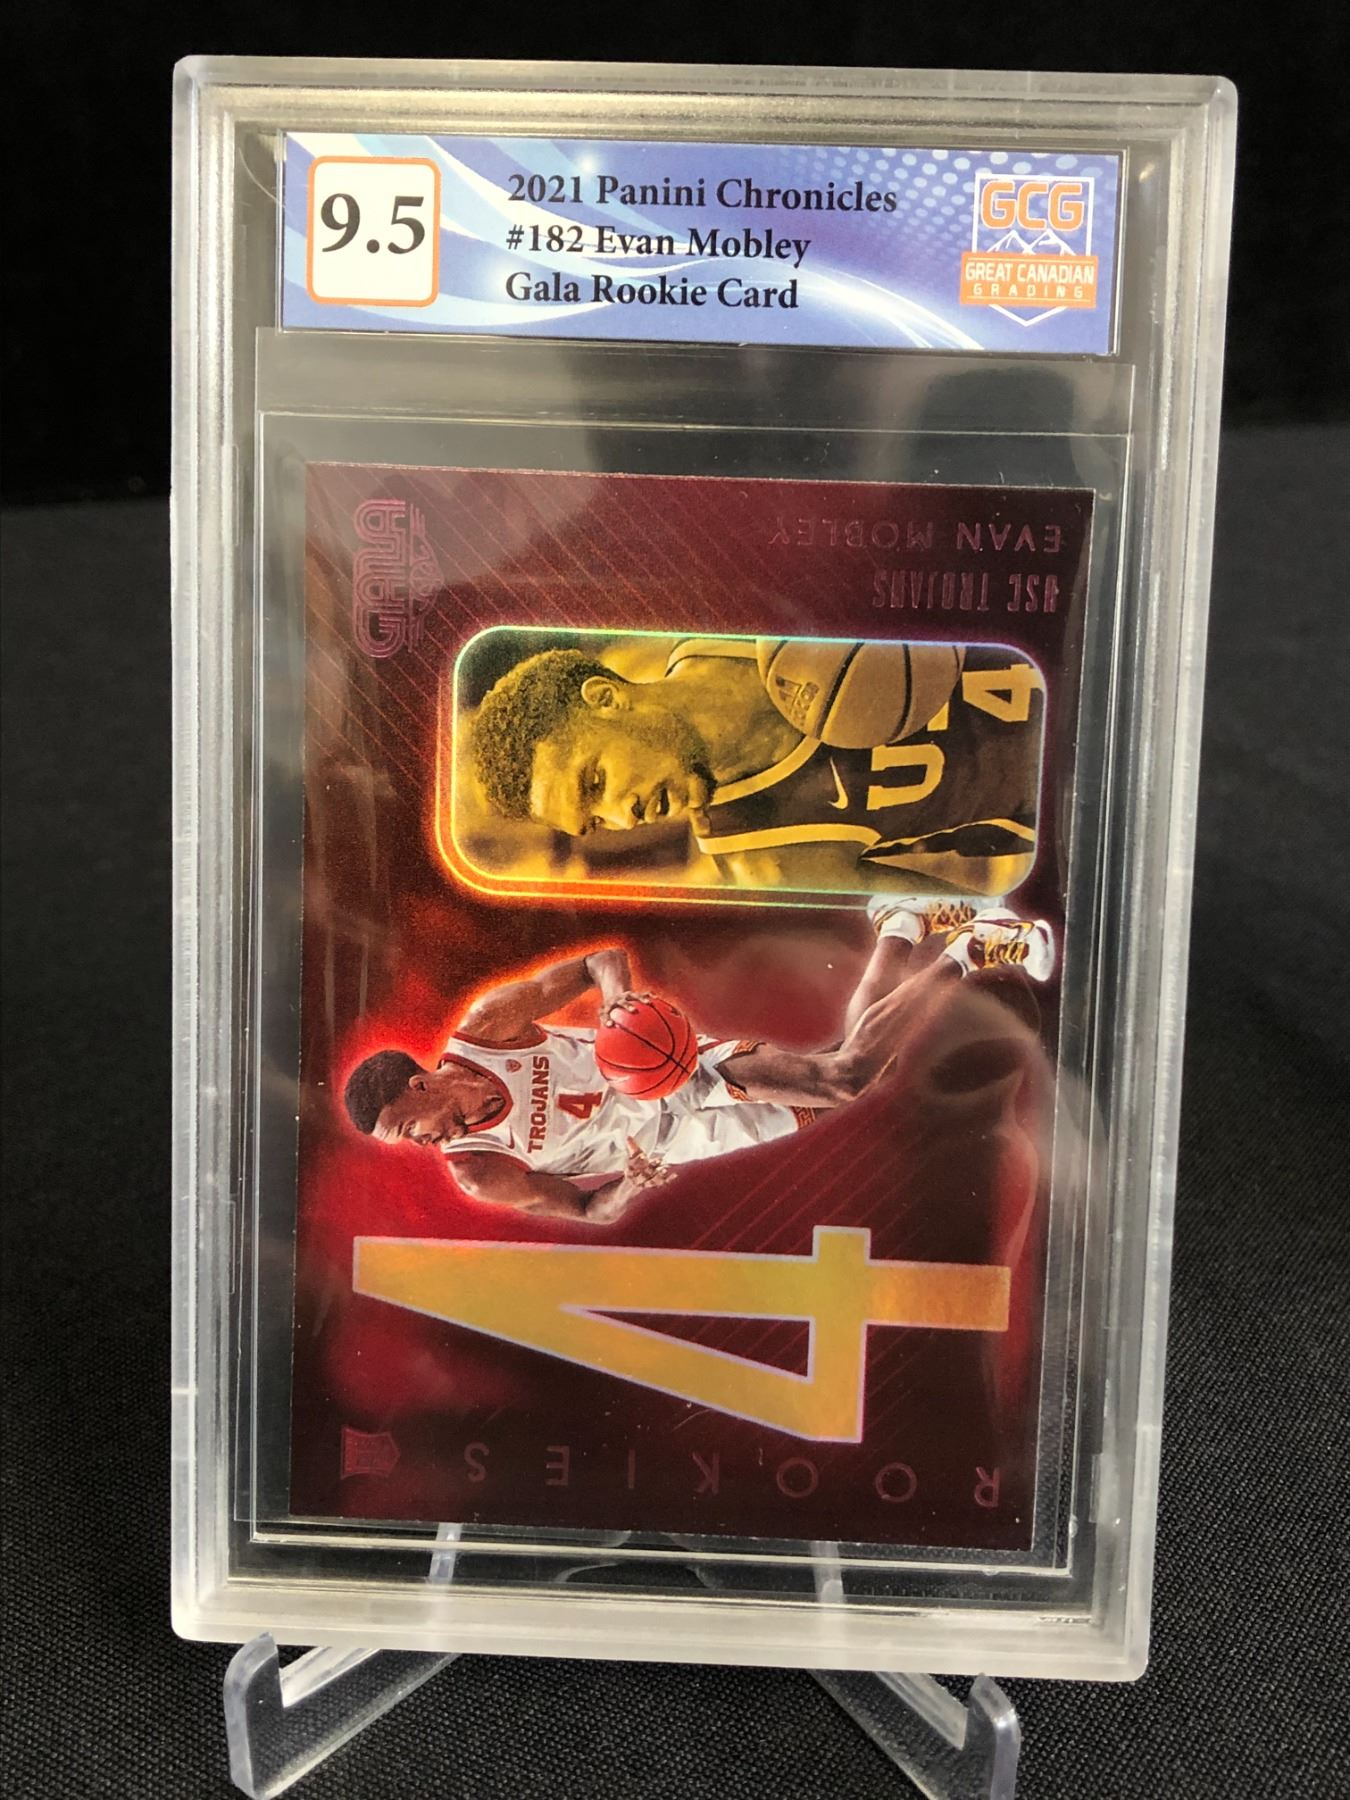 9.5
2021 Panini Chronicles
#182 Evan Mobley
Gala Rookie Card
GCG
GREAT CANADIAN
GRADING
GALA
EVAN MOBLEY
USC TROJANS
4
TROJANS
4
4
ROOKIES